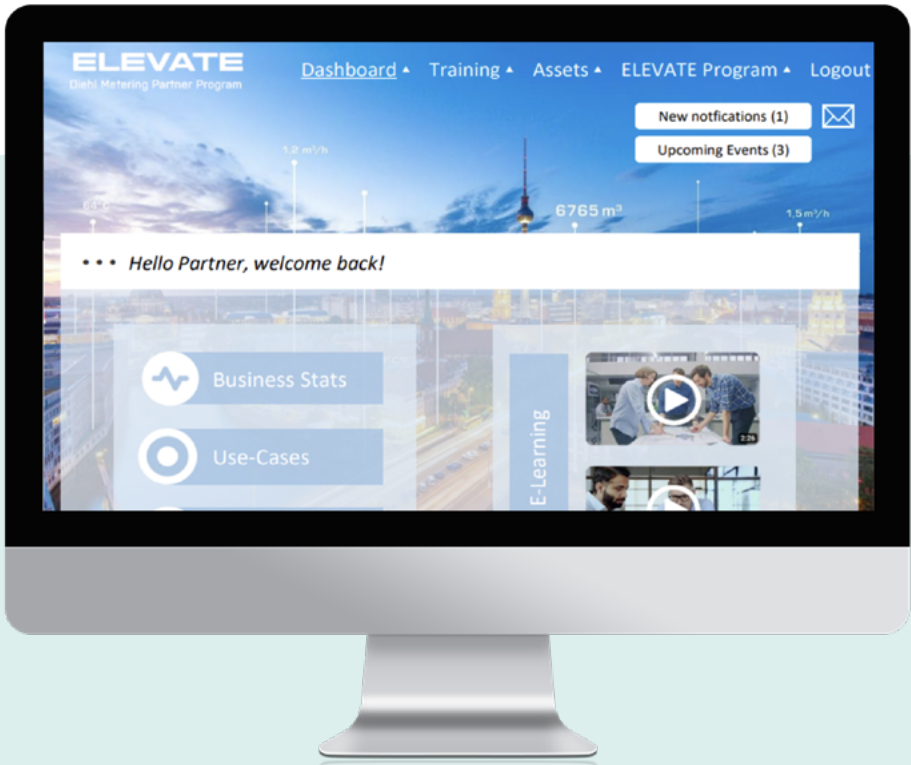 ELEVATE
Diehl Metering Partner Program
Dashboard Training Assets ELEVATE Program Logout
New notfications (1)
Upcoming Events (3)
1,2 m³/h
6765 m³
1,5 m³/h
••• Hello Partner, welcome back!
Business Stats
Use-Cases
E-Learning
2:26